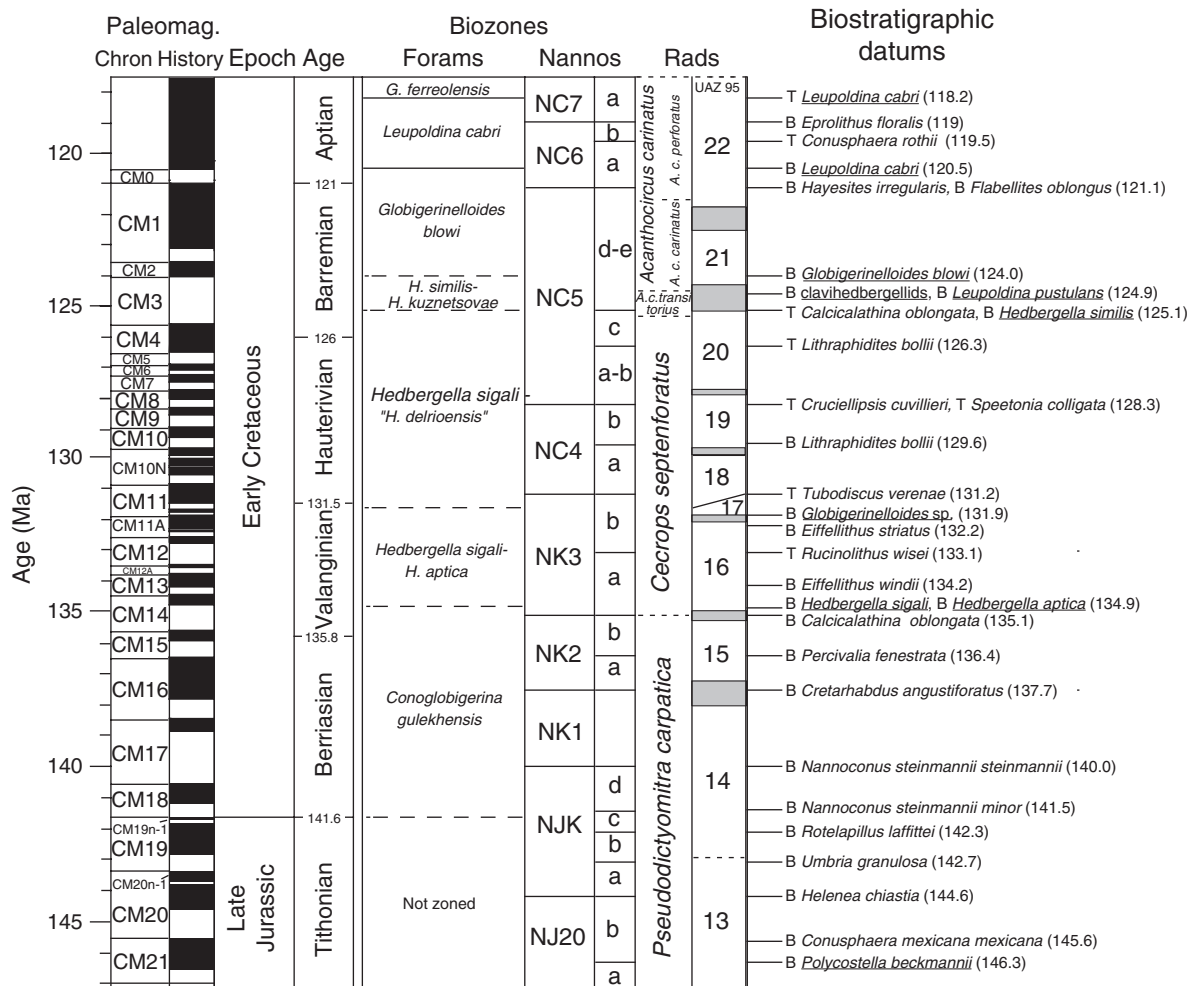 Paleomag.
Biozones
Biostratigraphic
datums
Chron History Epoch Age
Forams
Nannos
Rads
Age (Ma)
120
125
130
135
140
145
CM0
CM1
CM2
CM3
CM4
CM5
CM6
CM7
CM8
CM9
CM10
CM10N
CM11
CM11A
CM12
CM12A
CM13
CM14
CM15
CM16
CM17
CM18
CM19n-1
CM19
CM20n-1
CM20
CM21
Early Cretaceous
Late
Jurassic
Aptian
121
Barremian
126
Hauterivian
131.5
Valanginian
135.8
Berriasian
141.6
Tithonian
G. ferreolensis
Leupoldina cabri
Globigerinelloides
blowi
H. similis-
H. kuznetsovae
Hedbergella sigali -
"H. delrioensis"
Hedbergella sigali-
H. aptica
Conoglobigerina
gulekhensis
Not zoned
NC7
NC6
NC5
NC4
NK3
NK2
NK1
NJK
NJ20
a
b
a
d-e
c
a-b
b
a
b
a
b
a
d
c
b
a
b
a
Acanthocircus carinatus
A. c. perforatus
A. c. carinatus
A.c.transi
torius
Cecrops septenforatus
Pseudodictyomitra carpatica
UAZ 95
22
21
20
19
18
17
16
15
14
13
T Leupoldina cabri (118.2)
B Eprolithus floralis (119)
T Conusphaera rothii (119.5)
B Leupoldina cabri (120.5)
B Hayesites irregularis, B Flabellites oblongus (121.1)
B Globigerinelloides blowi (124.0)
B clavihedbergellids, B Leupoldina pustulans (124.9)
T Calcicalathina oblongata, B Hedbergella similis (125.1)
T Lithraphidites bollii (126.3)
T Cruciellipsis cuvillieri, T Speetonia colligata (128.3)
B Lithraphidites bollii (129.6)
T Tubodiscus verenae (131.2)
B Globigerinelloides sp. (131.9)
B Eiffellithus striatus (132.2)
T Rucinolithus wisei (133.1)
B Eiffellithus windii (134.2)
B Hedbergella sigali, B Hedbergella aptica (134.9)
B Calcicalathina oblongata (135.1)
B Percivalia fenestrata (136.4)
B Cretarhabdus angustiforatus (137.7)
B Nannoconus steinmannii steinmannii (140.0)
B Nannoconus steinmannii minor (141.5)
B Rotelapillus laffittei (142.3)
B Umbria granulosa (142.7)
B Helenea chiastia (144.6)
B Conusphaera mexicana mexicana (145.6)
B Polycostella beckmannii (146.3)